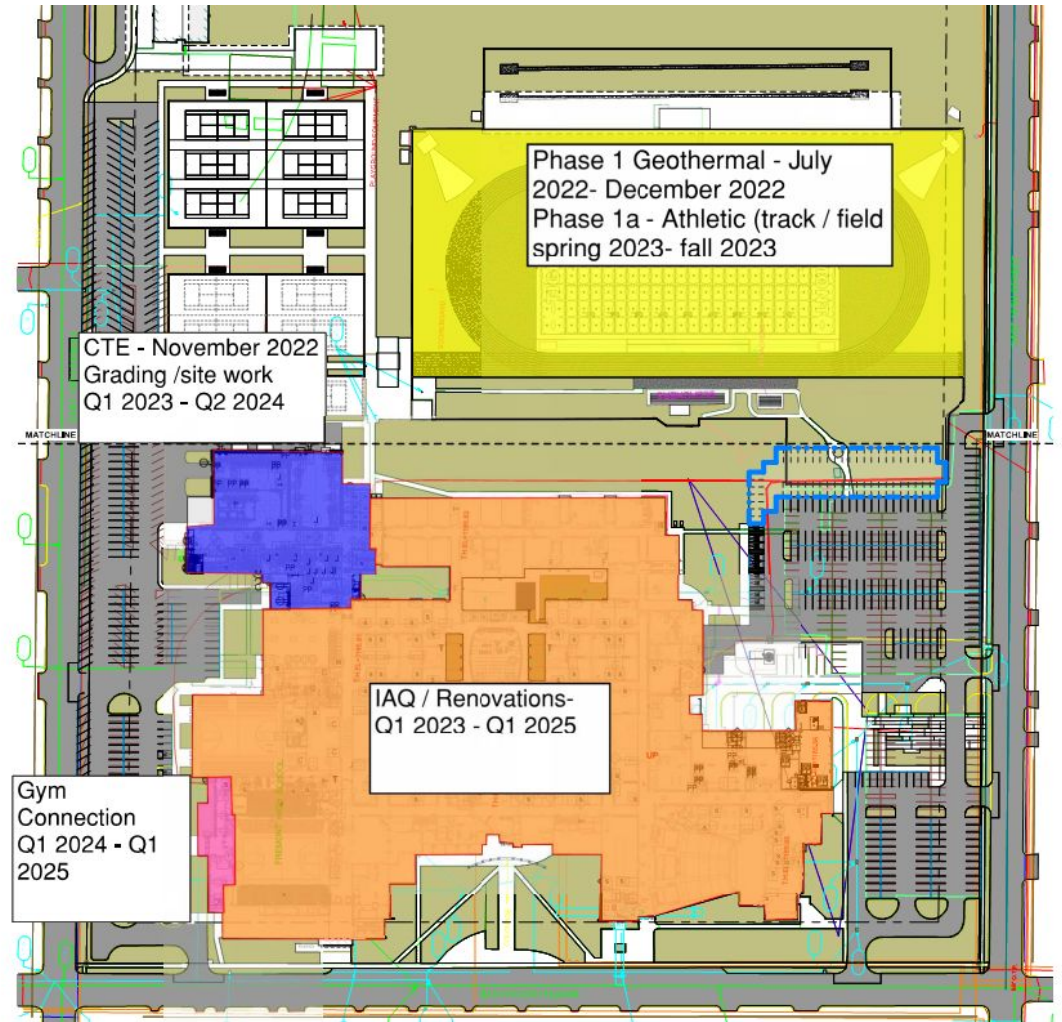 Phase 1 Geothermal - July
2022- December 2022
Phase 1a - Athletic (track / field
spring 2023- fall 2023
CTE - November 2022
Grading /site work
Q1 2023 - Q2 2024
MATCHLINE
MATCHLINE
IAQ / Renovations-
Q1 2023 - Q1 2025
UP
Gym
Connection
Q1 2024 - Q1
2025